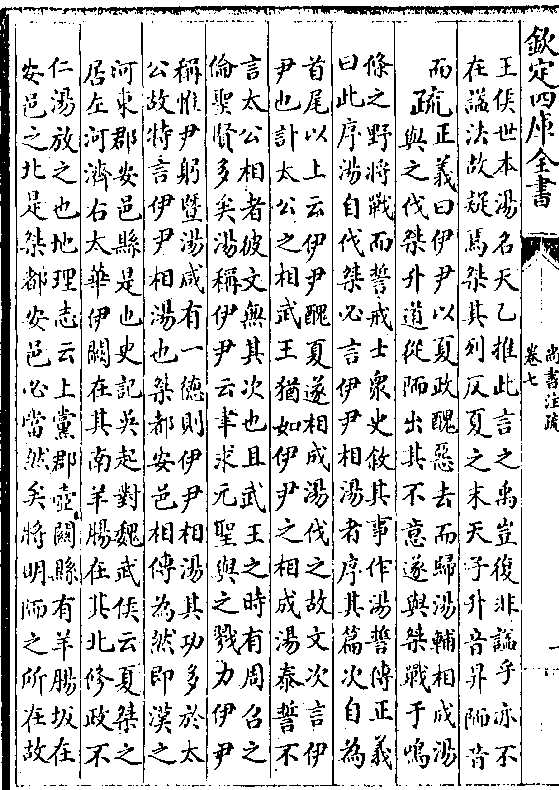 欽定四庫全書
尚書注疏
卷七
一
王侯世本湯名天乙推此言之禹豈復非諡乎亦不
在諡法故疑焉桀其列反夏之末天子升音昇陑音
而
疏
正義曰伊尹以夏政醜惡去而歸湯輔相成湯
與之伐桀升道從陑出其不意遂與桀戰于鳴
條之野將戰而誓戒士衆史敘其事作湯誓傳正義
曰此序湯自伐桀必言伊尹相湯者序其篇次自為
首尾以上云伊尹醜夏遂相成湯伐之故文次言伊
尹也計太公之相武王猶如伊尹之相成湯泰誓不
言太公相者彼文無其次也且武王之時有周召之
倫聖賢多矣湯稱伊尹云聿求元聖與之戮力伊尹
稱惟尹躬暨湯咸有一德則伊尹相湯其功多於太
公故特言伊尹相湯也桀都安邑相傳為然即漢之
河東郡安邑縣是也史記吳起對魏武侯云夏桀之
居左河濟右太華伊闕在其南羊腸在其北修政不
仁湯放之也地理志云上黨郡壺關縣有羊腸坂在
安邑之北是桀都安邑必當然矣將明陑之所在故